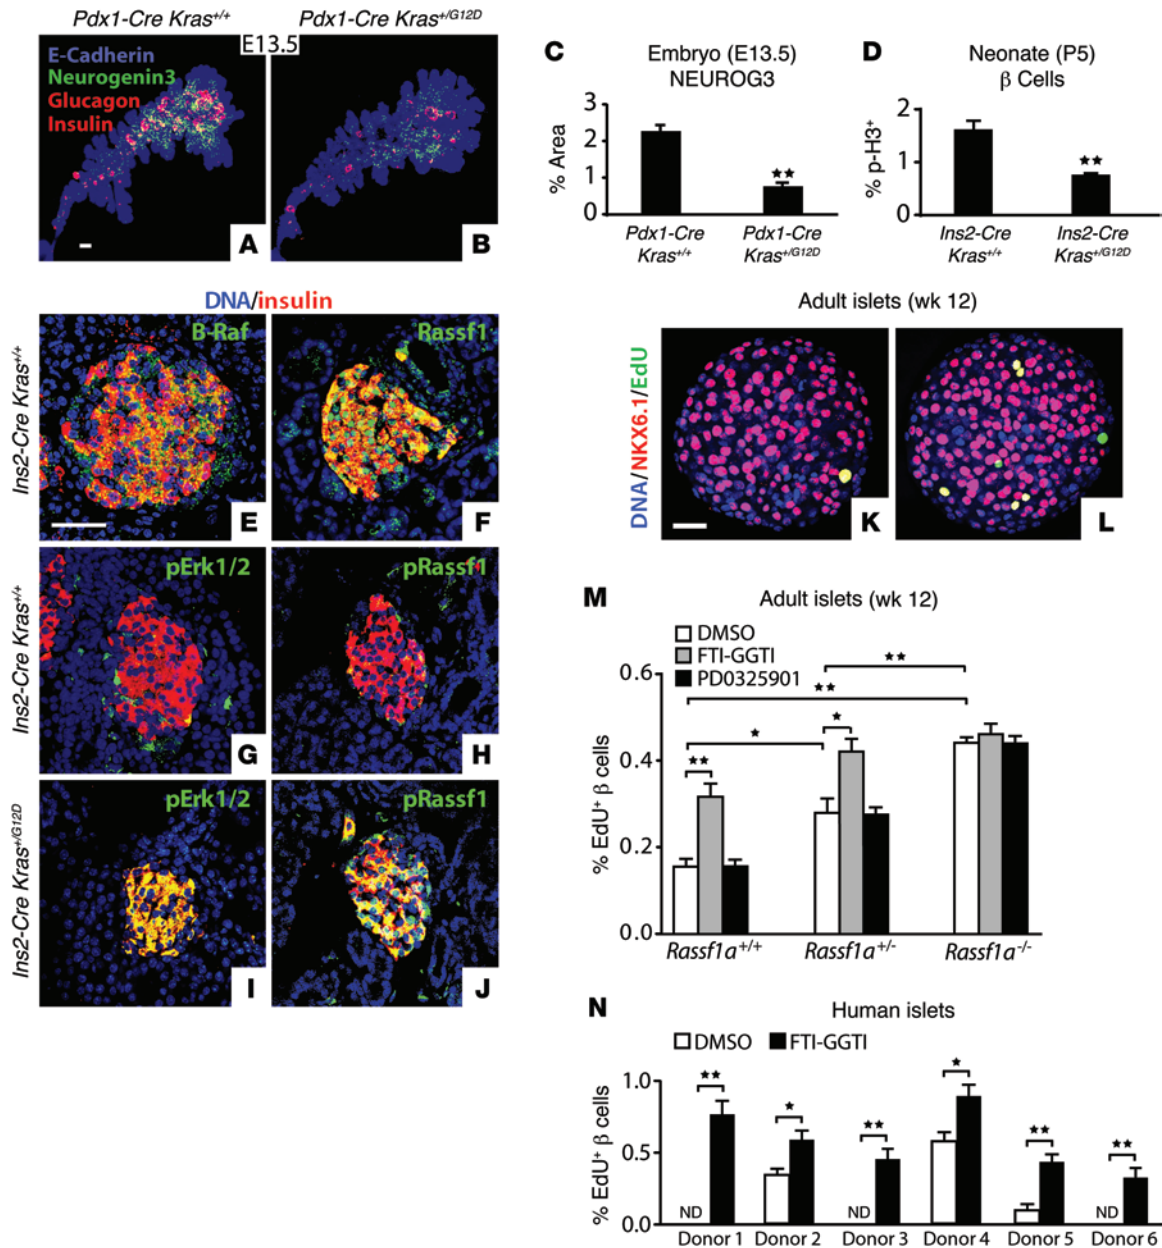 Pdx1-Cre Kras+/+
Pdx1-Cre Kras+/G12D
E13.5
E-Cadherin
Neurogenin3
Glucagon
Insulin
A
B
C
Embryo (E13.5)
NEUROG3
% Area
3
2
1
0
Pdx1-Cre
Kras+/+
Pdx1-Cre
Kras+/G12D
★★
D
Neonate (P5)
β Cells
% p-H3+
2
1
0
Ins2-Cre
Kras+/+
Ins2-Cre
Kras+/G12D
★★
DNA/insulin
Ins2-Cre Kras+/+
B-Raf
E
Rassf1
F
Ins2-Cre Kras+/+
pErk1/2
G
pRassf1
H
Ins2-Cre Kras+/G12D
pErk1/2
I
pRassf1
J
Adult islets (wk 12)
DNA/NKX6.1/EdU
K
L
M
Adult islets (wk 12)
DMSO
FTI-GGTI
PD0325901
% EdU+ β cells
0.6
0.4
0.2
0.0
★★
★★
★
★
★★
Rassf1a+/+
Rassf1a+/-
Rassf1a-/-
N
Human islets
DMSO
FTI-GGTI
% EdU+ β cells
1.0
0.5
0.0
★★
★
★★
★
★★
★★
ND
ND
ND
Donor 1
Donor 2
Donor 3
Donor 4
Donor 5
Donor 6